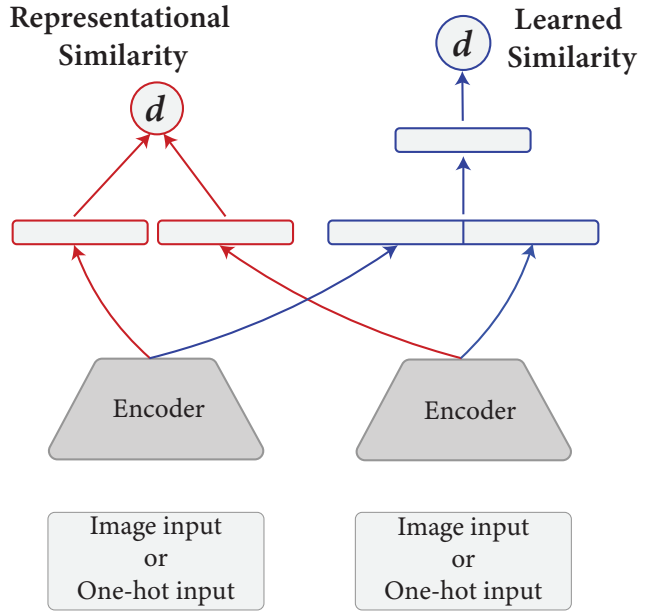 Representational
Similarity
d
Learned
Similarity
d
Encoder
Encoder
Image input
or
One-hot input
Image input
or
One-hot input